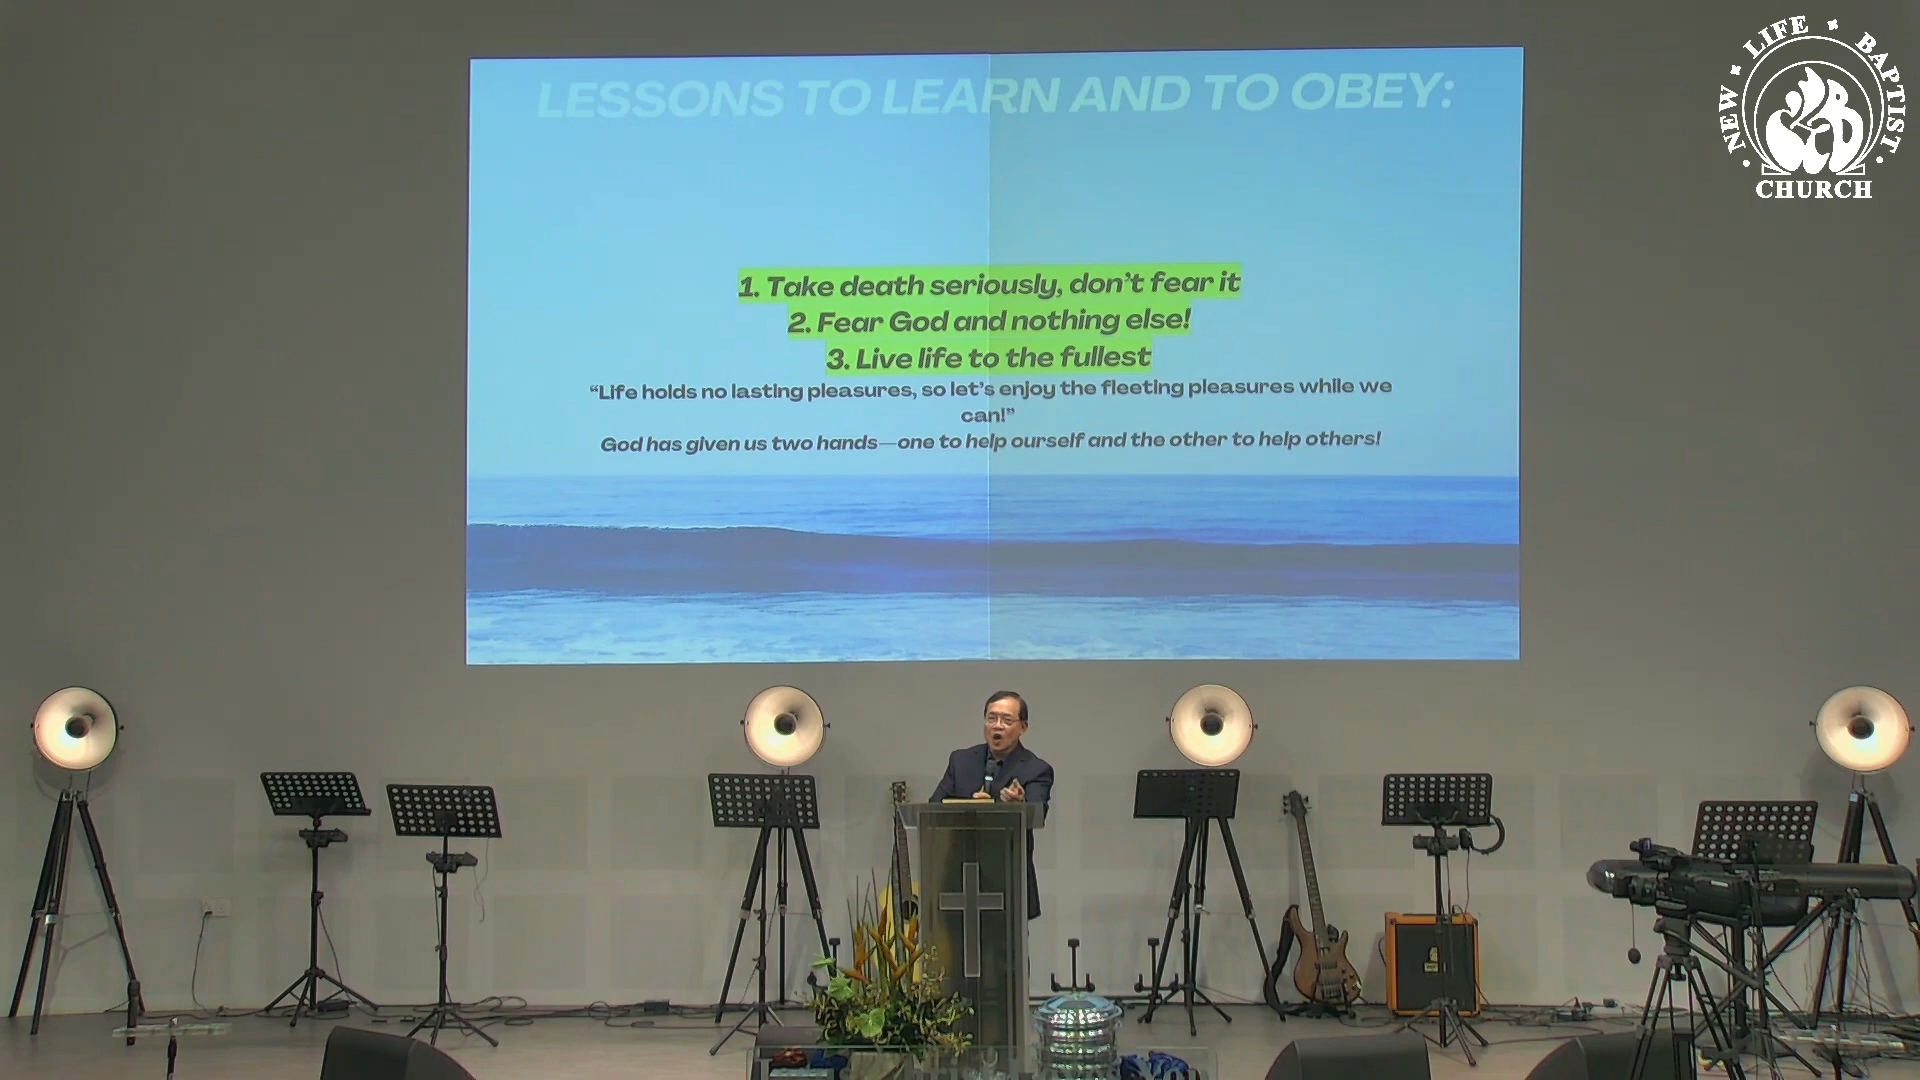 LESSONS TO LEARN AND TO OBEY:
1. Take death seriously, don't fear it
2. Fear God and nothing else!
3. Live life to the fullest
“Life holds no lasting pleasures, so let's enjoy the fleeting pleasures while we
can!”
God has given us two hands—one to help ourself and the other to help others!
NEW LIFE BAPTIST
CHURCH